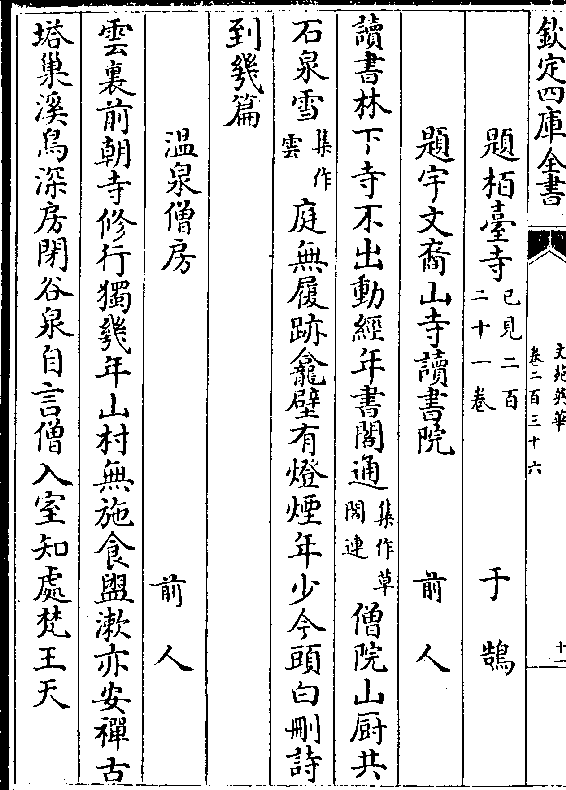 欽定四庫全書
文苑英華
卷二百三十六
十一
題栢臺寺已見二百二十一卷 于鵠
題宇文裔山寺讀書院 前人
讀書林下寺不出動經年書閣通集作草閣連僧院山厨共
石泉雪集作雲庭無履跡龕壁有燈煙年少今頭白刪詩
到幾篇
溫泉僧房 前人
雲裏前朝寺修行獨幾年山村無施食盥漱亦安禪古
塔巢溪鳥深房閉谷泉自言僧入室知處梵王天